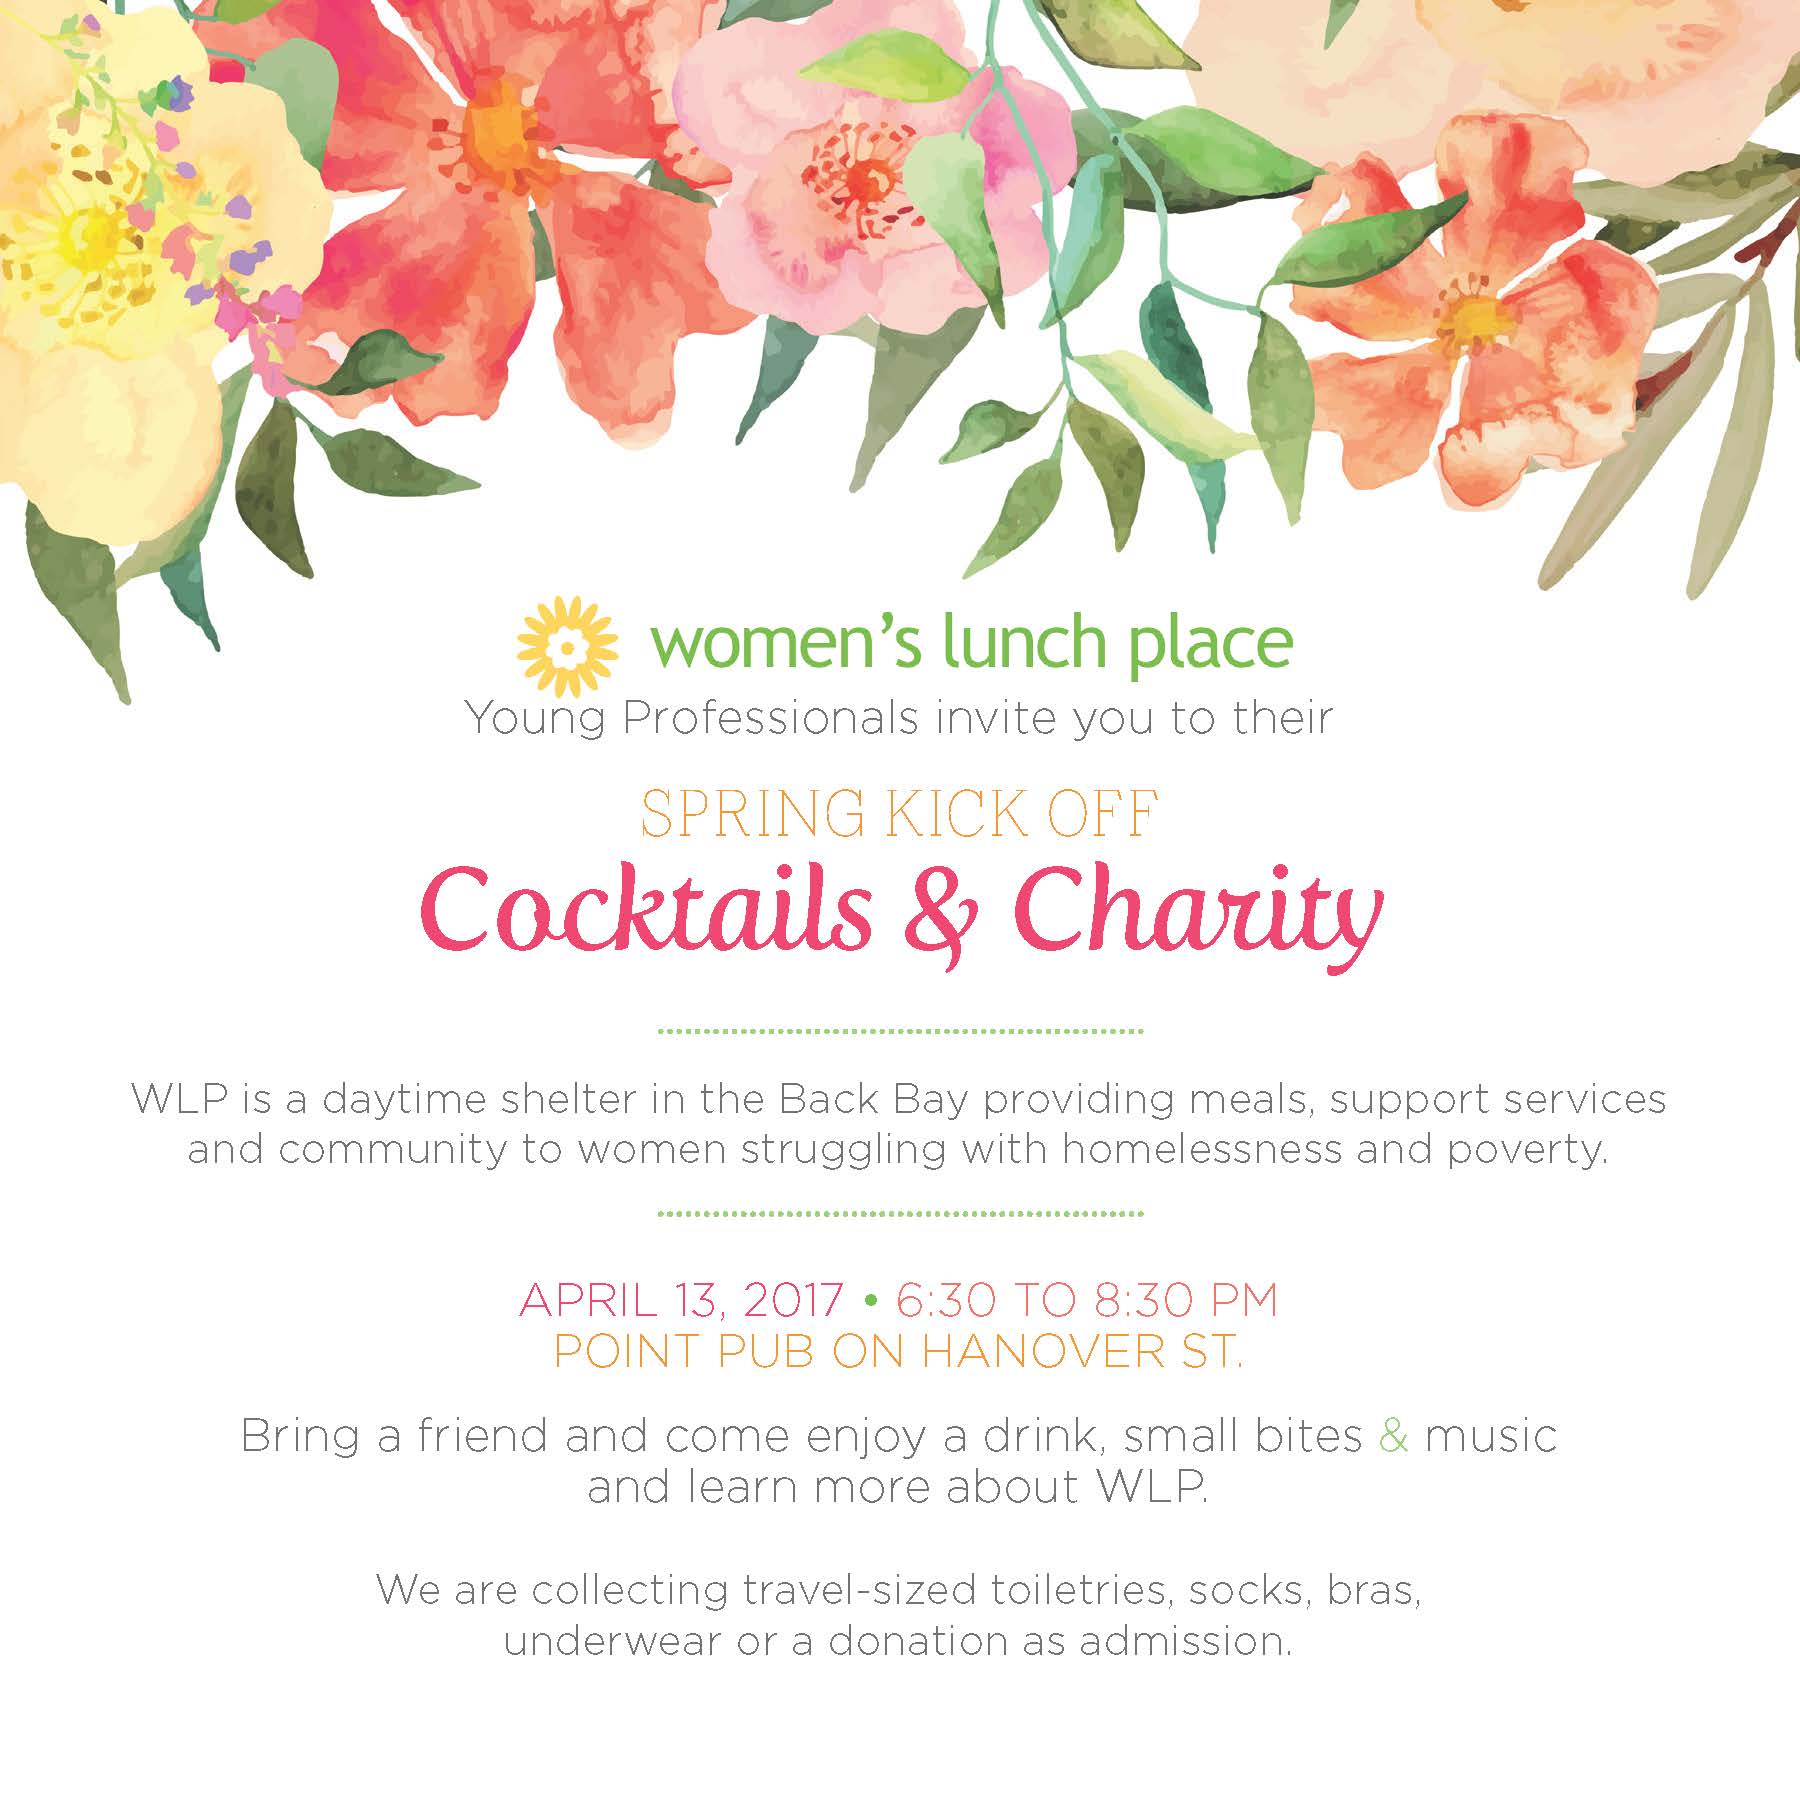 women's lunch place
Young Professionals invite you to their
SPRING KICK OFF
Cocktails & Charity
WLP is a daytime shelter in the Back Bay providing meals, support services
and community to women struggling with homelessness and poverty.
APRIL 13, 2017 • 6:30 TO 8:30 PM
POINT PUB ON HANOVER ST.
Bring a friend and come enjoy a drink, small bites & music
and learn more about WLP.
We are collecting travel-sized toiletries, socks, bras,
underwear or a donation as admission.